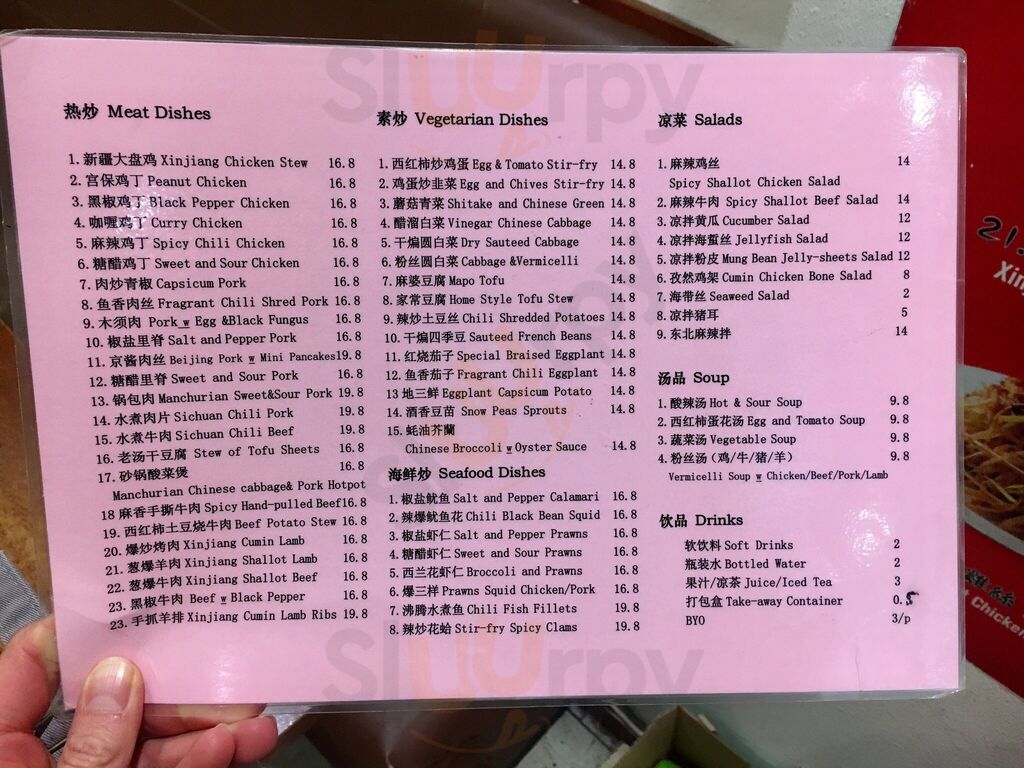 热炒 Meat Dishes
1. 新疆大盘鸡 Xinjiang Chicken Stew 16.8
2. 宫保鸡丁 Peanut Chicken 16.8
3. 黑椒鸡丁 Black Pepper Chicken 16.8
4. 咖喱鸡丁 Curry Chicken 16.8
5. 麻辣鸡丁 Spicy Chili Chicken 16.8
6. 糖醋鸡丁 Sweet and Sour Chicken 16.8
7. 肉炒青椒 Capsicum Pork 16.8
8. 鱼香肉丝 Fragrant Chili Shred Pork 16.8
9. 木须肉 Pork w Egg &Black Fungus 16.8
10. 椒盐里脊 Salt and Pepper Pork 16.8
11. 京酱肉丝 Beijing Pork w Mini Pancakes19.8
12. 糖醋里脊 Sweet and Sour Pork 16.8
13. 锅包肉 Manchurian Sweet&Sour Pork 19.8
14. 水煮肉片 Sichuan Chili Pork 19.8
15. 水煮牛肉 Sichuan Chili Beef 19.8
16. 老汤干豆腐 Stew of Tofu Sheets 16.8
17. 砂锅酸菜煲 16.8
Manchurian Chinese cabbage& Pork Hotpot
18 麻香手撕牛肉 Spicy Hand-pulled Beef16.8
19. 西红柿土豆烧牛肉 Beef Potato Stew 16.8
20. 爆炒烤肉 Xinjiang Cumin Lamb 16.8
21. 葱爆羊肉 Xinjiang Shallot Lamb 16.8
22. 葱爆牛肉 Xinjiang Shallot Beef 16.8
23. 黑椒牛肉 Beef w Black Pepper 16.8
23. 手抓羊排 Xinjiang Cumin Lamb Ribs 19.8
素炒 Vegetarian Dishes
1. 西红柿炒鸡蛋 Egg & Tomato Stir-fry 14.8
2. 鸡蛋炒韭菜 Egg and Chives Stir-fry 14.8
3. 蘑菇青菜 Shitake and Chinese Green 14.8
4. 醋溜白菜 Vinegar Chinese Cabbage 14.8
5. 干煸圆白菜 Dry Sauteed Cabbage 14.8
6. 粉丝圆白菜 Cabbage &Vermicelli 14.8
7. 麻婆豆腐 Mapo Tofu 14.8
8. 家常豆腐 Home Style Tofu Stew 14.8
9. 辣炒土豆丝 Chili Shredded Potatoes 14.8
10. 干煸四季豆 Sauteed French Beans 14.8
11. 红烧茄子 Special Braised Eggplant 14.8
12. 鱼香茄子 Fragrant Chili Eggplant 14.8
13 地三鲜 Eggplant Capsicum Potato 14.8
14. 酒香豆苗 Snow Peas Sprouts 14.8
15. 蚝油芥蘭
Chinese Broccoli w Oyster Sauce 14.8
海鲜炒 Seafood Dishes
1. 椒盐鱿鱼 Salt and Pepper Calamari 16.8
2. 辣爆鱿鱼花 Chili Black Bean Squid 16.8
3. 椒盐虾仁 Salt and Pepper Prawns 16.8
4. 糖醋虾仁 Sweet and Sour Prawns 16.8
5. 西兰花虾仁 Broccoli and Prawns 16.8
6. 爆三样 Prawns Squid Chicken/Pork 16.8
7. 沸腾水煮鱼 Chili Fish Fillets 19.8
8. 辣炒花蛤 Stir-fry Spicy Clams 19.8
凉菜 Salads
1. 麻辣鸡丝 14
Spicy Shallot Chicken Salad
2. 麻辣牛肉 Spicy Shallot Beef Salad 14
3. 凉拌黄瓜 Cucumber Salad 12
4. 凉拌海蜇丝 Jellyfish Salad 12
5. 凉拌粉皮 Mung Bean Jelly-sheets Salad 12
6. 孜然鸡架 Cumin Chicken Bone Salad 8
7. 海带丝 Seaweed Salad 2
8. 凉拌猪耳 5
9. 东北麻辣拌 14
汤品 Soup
1. 酸辣汤 Hot & Sour Soup 9.8
2. 西红柿蛋花汤 Egg and Tomato Soup 9.8
3. 蔬菜汤 Vegetable Soup 9.8
4. 粉丝汤（鸡/牛/猪/羊） 9.8
Vermicelli Soup w Chicken/Beef/Pork/Lamb
饮品 Drinks
软饮料 Soft Drinks 2
瓶装水 Bottled Water 2
果汁/凉茶 Juice/Iced Tea 3
打包盒 Take-away Container 0.5
BYO 3/p
Slurrpy
Slurrpy
Xin
Chicken